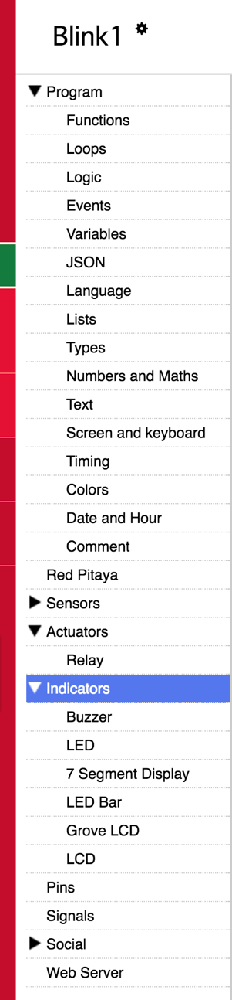 Blink1
Program
Functions
Loops
Logic
Events
Variables
JSON
Language
Lists
Types
Numbers and Maths
Text
Screen and keyboard
Timing
Colors
Date and Hour
Comment
Red Pitaya
Sensors
Actuators
Relay
Indicators
Buzzer
LED
7 Segment Display
LED Bar
Grove LCD
LCD
Pins
Signals
Social
Web Server